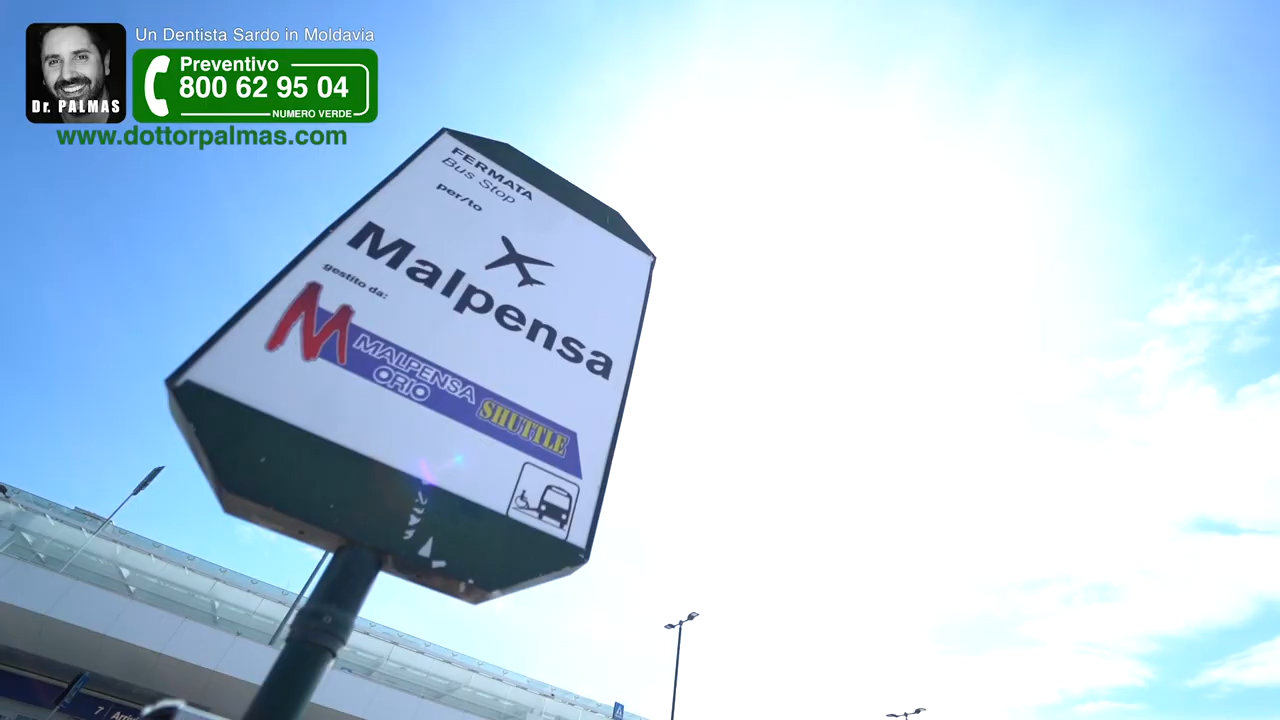 Un Dentista Sardo in Moldavia
Preventivo
800 62 95 04
NUMERO VERDE
Dr. PALMAS
www.dottorpalmas.com
FERMATA
Bus Stop
per/to
Malpensa
gestito da:
M
MALPENSA
ORIO
SHUTTLE
7